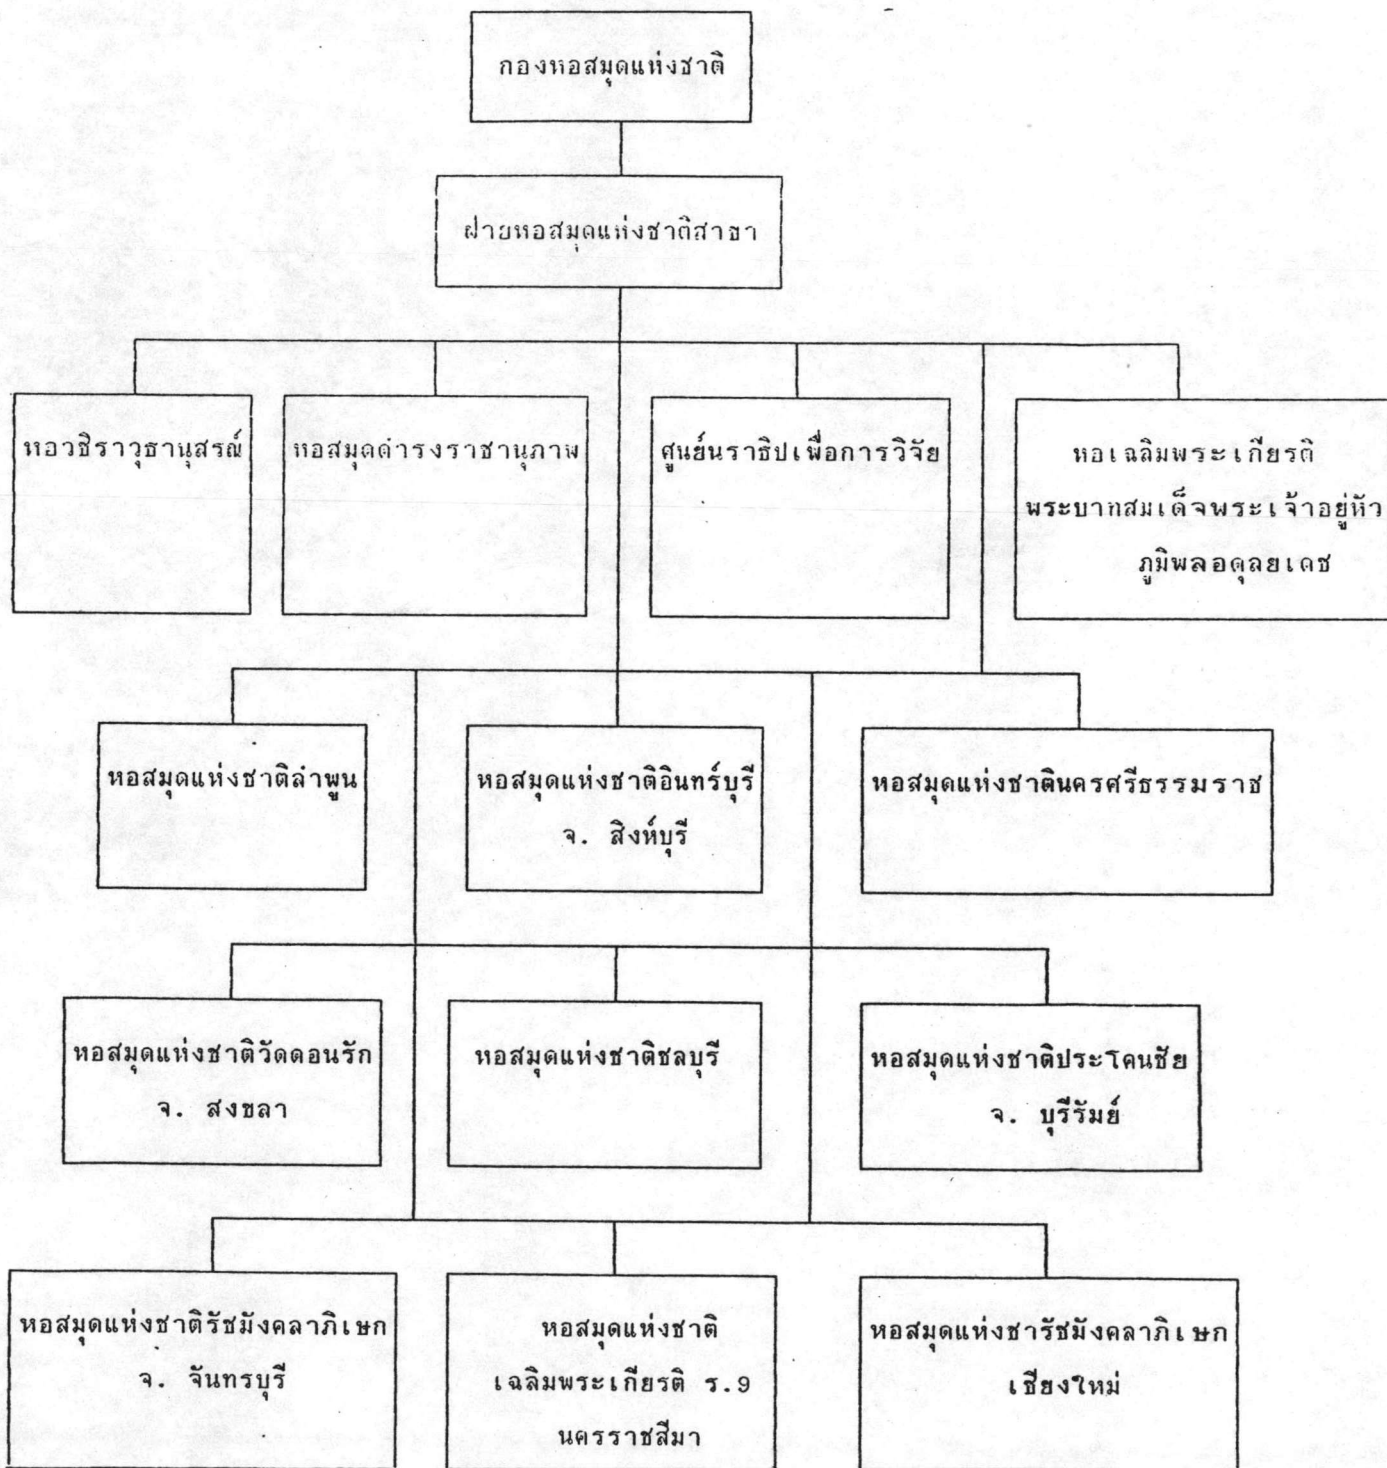 กองหอสมุดแห่งชาติ
ฝ่ายหอสมุดแห่งชาติสาขา
หอวชิราวุธานุสรณ์
หอสมุดดำรงราชานุภาพ
ศูนย์นราธิปเพื่อการวิจัย
หอเฉลิมพระเกียรติ
พระบาทสมเด็จพระเจ้าอยู่หัว
ภูมิพลอดุลยเดช
หอสมุดแห่งชาติลำพูน
หอสมุดแห่งชาติอินทร์บุรี
จ. สิงห์บุรี
หอสมุดแห่งชาตินครศรีธรรมราช
หอสมุดแห่งชาติวัดดอนรัก
จ. สงขลา
หอสมุดแห่งชาติชลบุรี
หอสมุดแห่งชาติประโคนชัย
จ. บุรีรัมย์
หอสมุดแห่งชาติรัชมังคลาภิเษก
จ. จันทรบุรี
หอสมุดแห่งชาติ
เฉลิมพระเกียรติ ร.9
นครราชสีมา
หอสมุดแห่งชารัชมังคลาภิเษก
เชียงใหม่